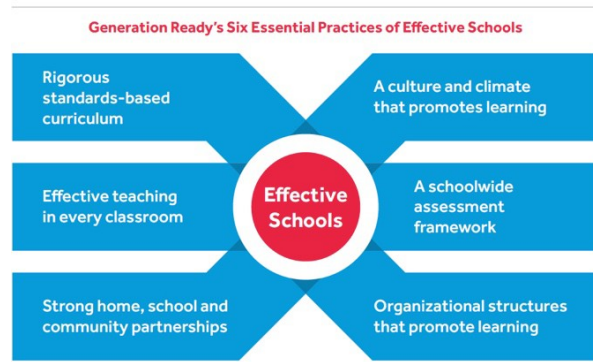 Generation Ready's Six Essential Practices of Effective Schools
Rigorous
standards-based
curriculum
A culture and climate
that promotes learning
Effective teaching
in every classroom
Effective
Schools
A schoolwide
assessment
framework
Strong home, school and
community partnerships
Organizational structures
that promote learning